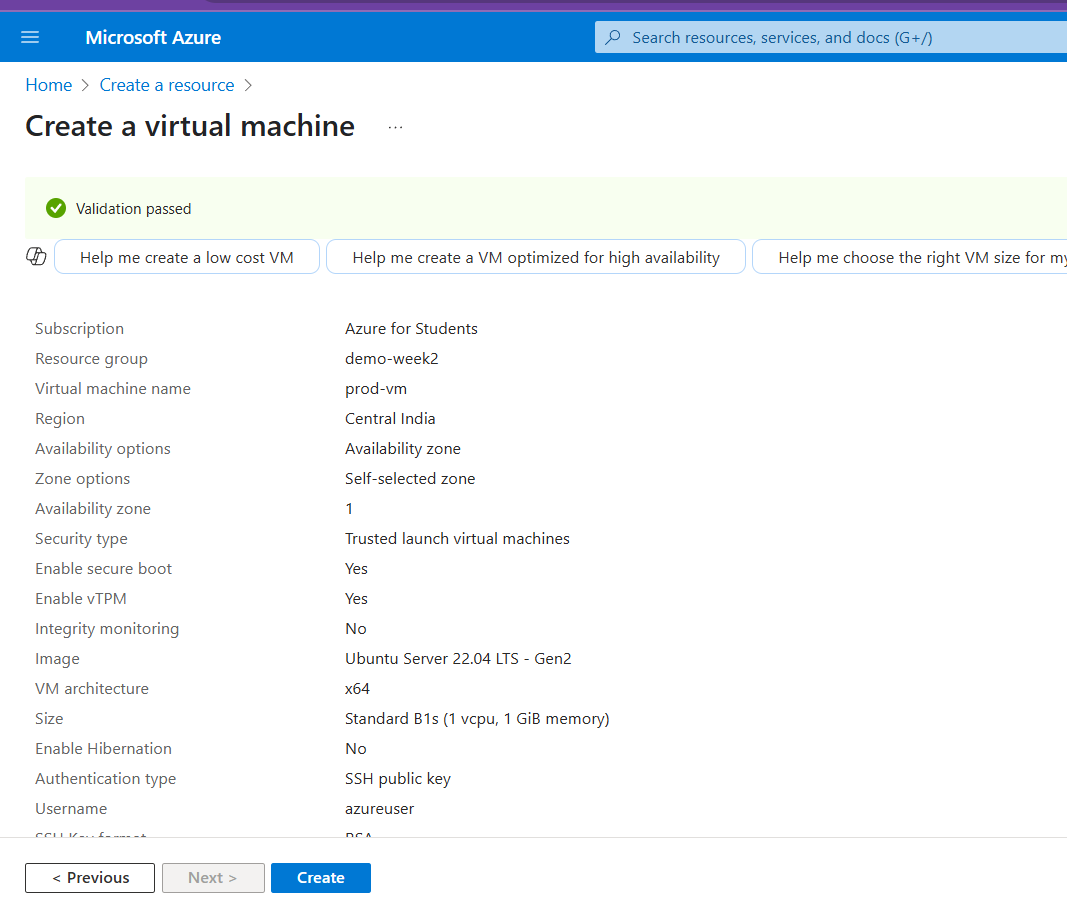 Microsoft Azure
Search resources, services, and docs (G+/)
Home > Create a resource >
Create a virtual machine ...
Validation passed
Help me create a low cost VM
Help me create a VM optimized for high availability
Help me choose the right VM size for my
Subscription Azure for Students
Resource group demo-week2
Virtual machine name prod-vm
Region Central India
Availability options Availability zone
Zone options Self-selected zone
Availability zone 1
Security type Trusted launch virtual machines
Enable secure boot Yes
Enable vTPM Yes
Integrity monitoring No
Image Ubuntu Server 22.04 LTS - Gen2
VM architecture x64
Size Standard B1s (1 vcpu, 1 GiB memory)
Enable Hibernation No
Authentication type SSH public key
Username azureuser
SSH Key format RSA
< Previous
Next >
Create